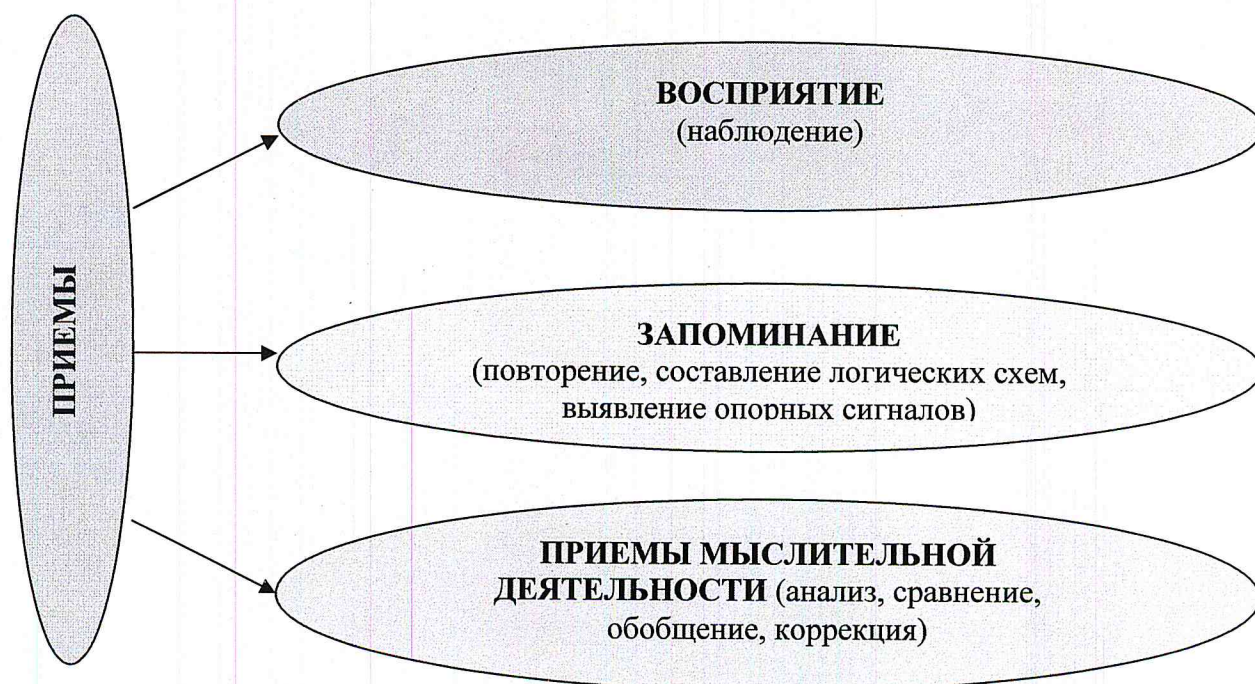 ПРИЕМЫ
ВОСПРИЯТИЕ
(наблюдение)
ЗАПОМИНАНИЕ
(повторение, составление логических схем,
выявление опорных сигналов)
ПРИЕМЫ МЫСЛИТЕЛЬНОЙ
ДЕЯТЕЛЬНОСТИ (анализ, сравнение,
обобщение, коррекция)